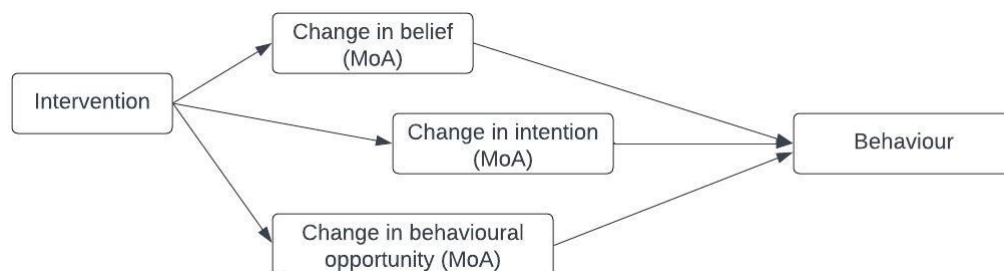 Change in belief
(MoA)
Intervention
Change in intention
(MoA)
Behaviour
Change in behavioural
opportunity (MoA)